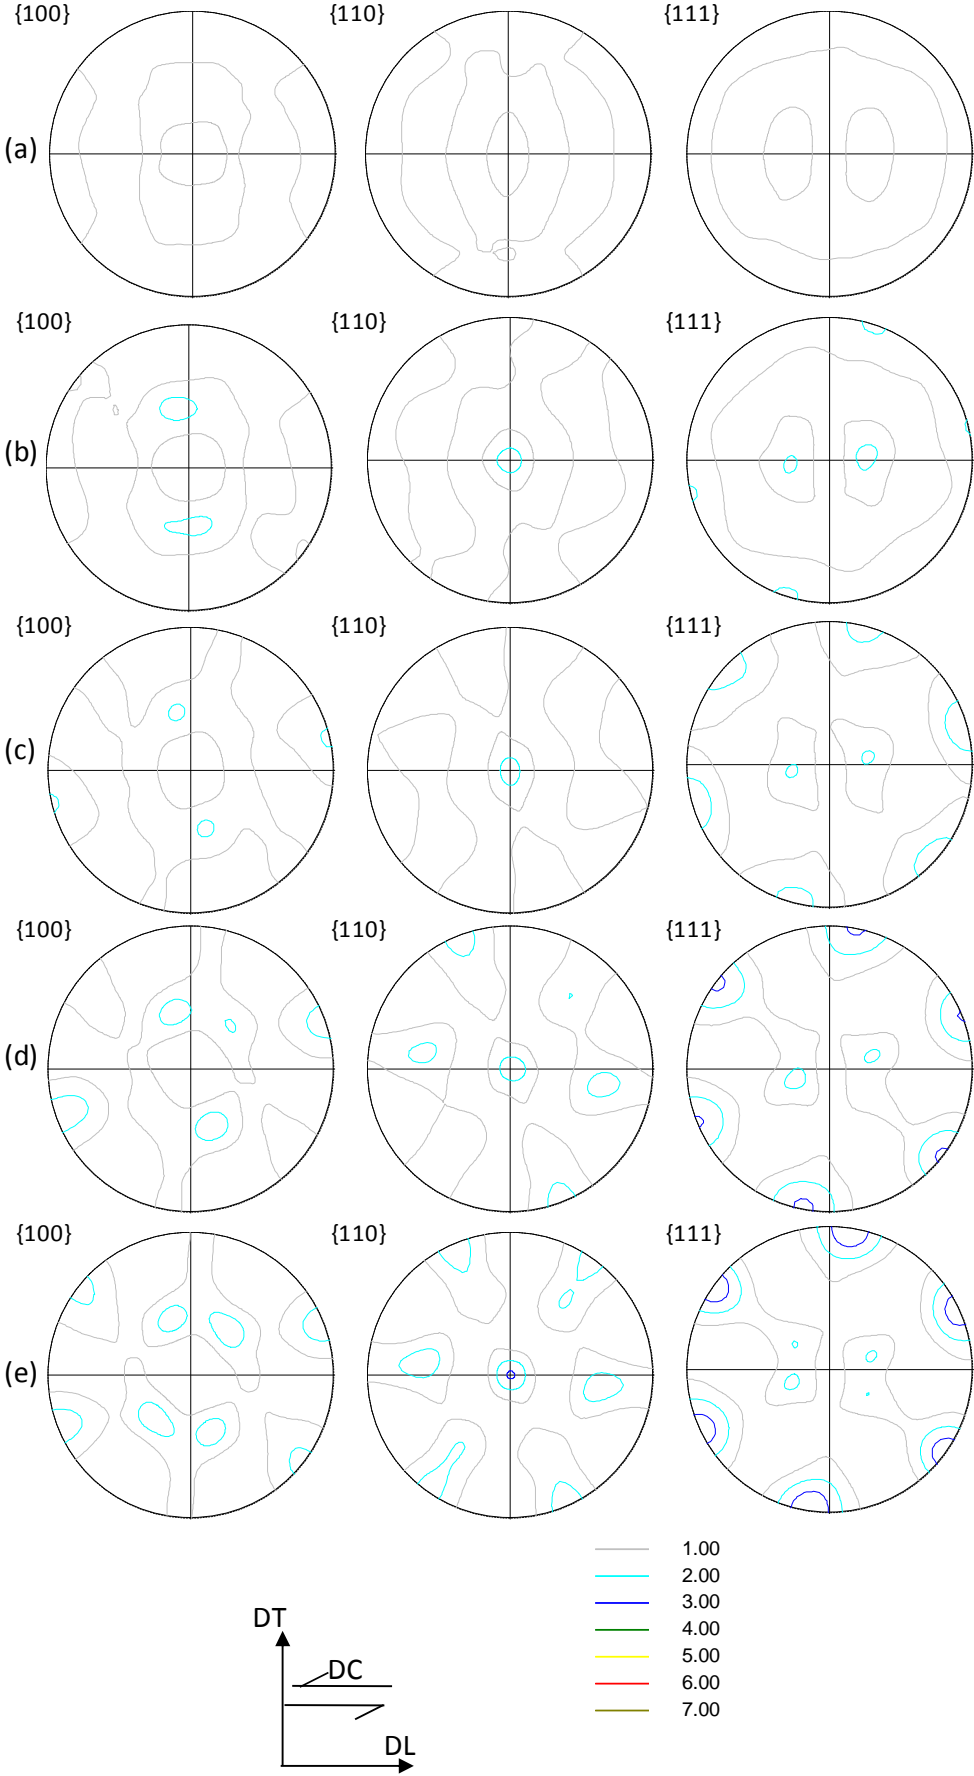 {100} {110} {111}
(a)
{100} {110} {111}
(b)
{100} {110} {111}
(c)
{100} {110} {111}
(d)
{100} {110} {111}
(e)
1.00
2.00
3.00
4.00
5.00
6.00
7.00
DT
DC
DL